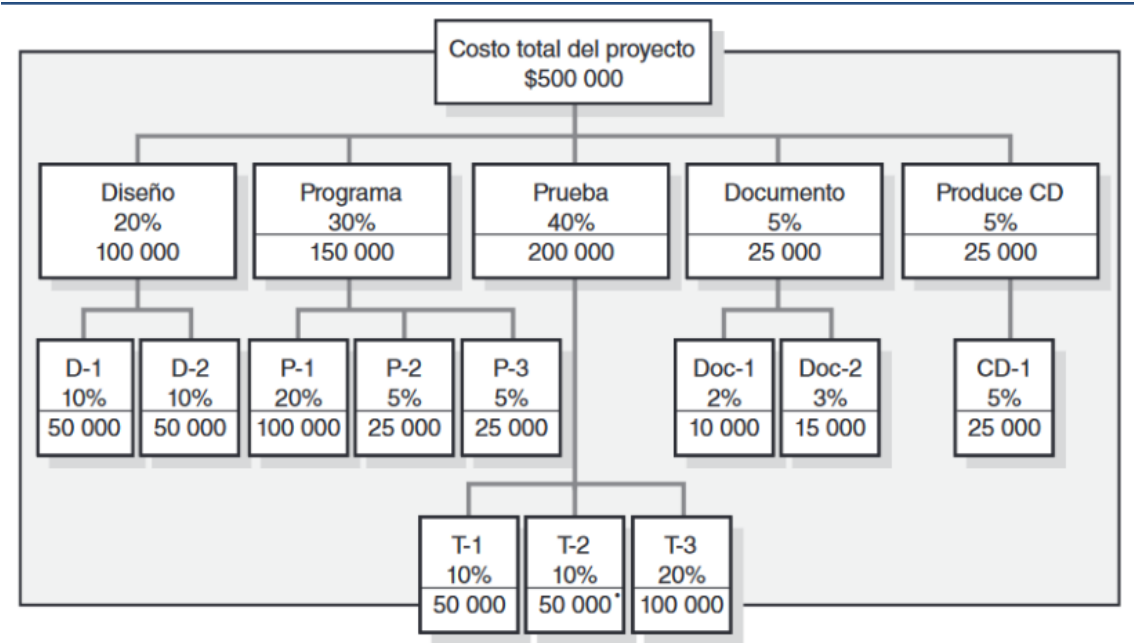 Costo total del proyecto
$500 000
Diseño
20%
100 000
Programa
30%
150 000
Prueba
40%
200 000
Documento
5%
25 000
Produce CD
5%
25 000
D-1
10%
50 000
D-2
10%
50 000
P-1
20%
100 000
P-2
5%
25 000
P-3
5%
25 000
Doc-1
2%
10 000
Doc-2
3%
15 000
CD-1
5%
25 000
T-1
10%
50 000
T-2
10%
50 000
T-3
20%
100 000